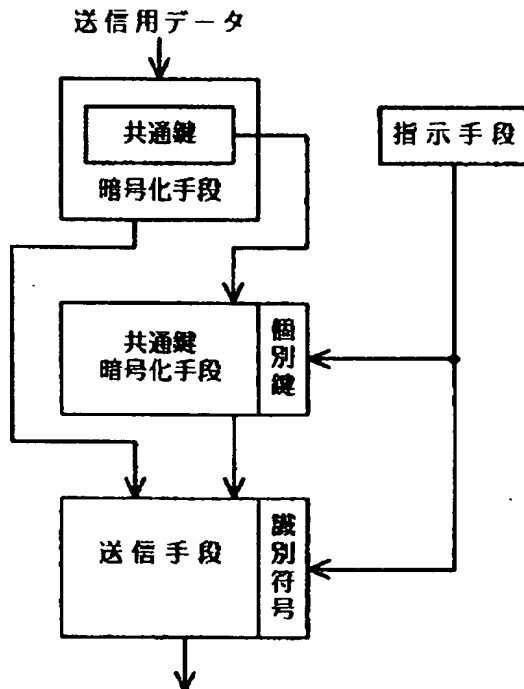 送信用データ
共通鍵
暗号化手段
指示手段
共通鍵
暗号化手段
個別鍵
送信手段
識別符号